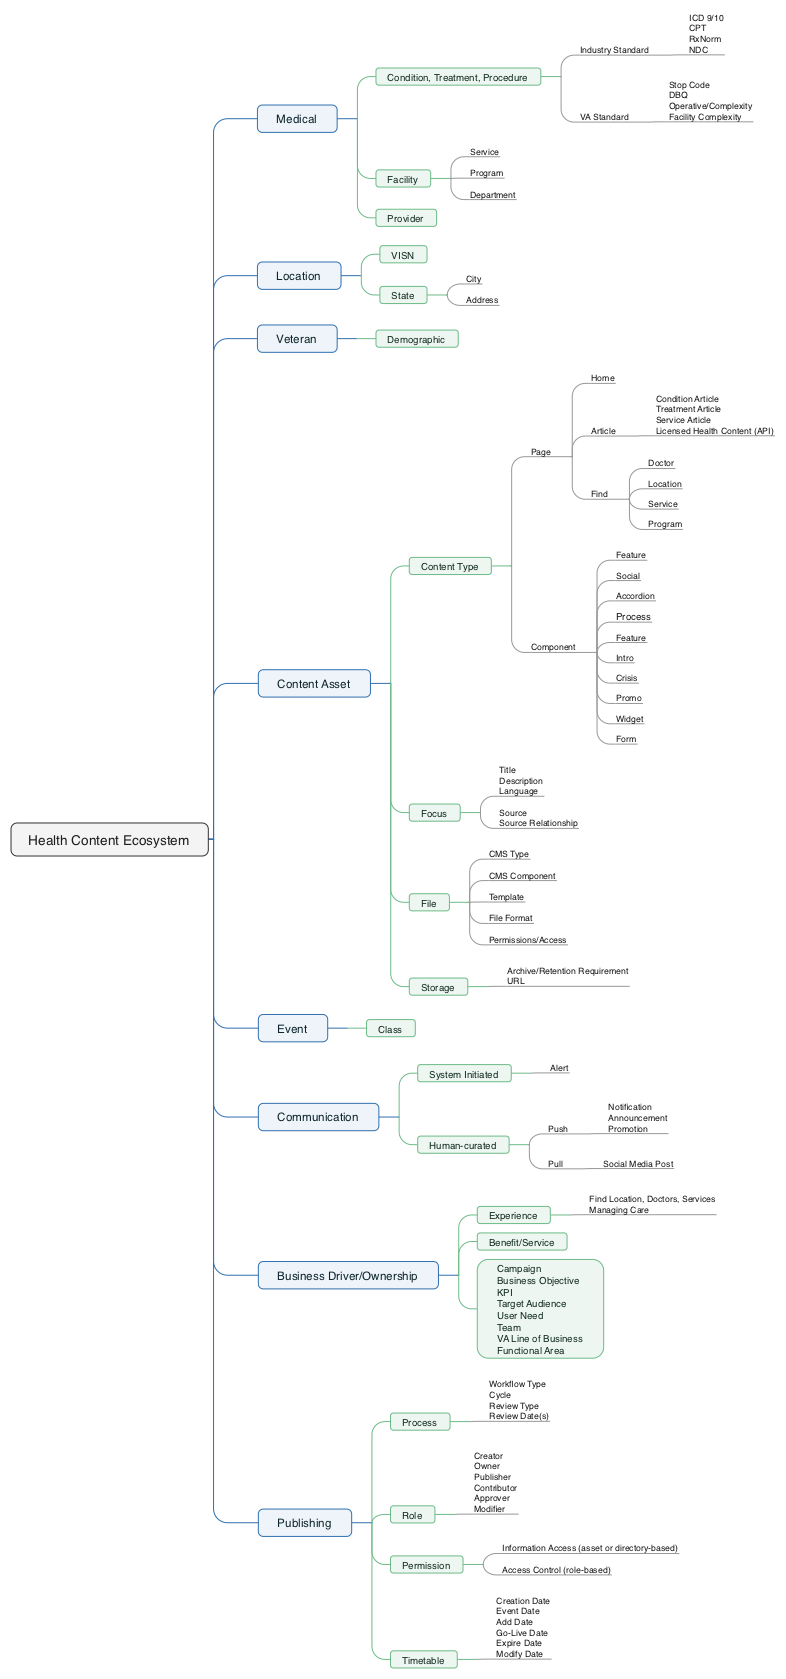 ICD 9/10
CPT
RxNorm
Industry Standard
NDC
Condition, Treatment, Procedure
Stop Code
DBQ
Operative/Complexity
VA Standard
Facility Complexity
Medical
Service
Facility
Program
Department
Provider
VISN
Location
City
State
Address
Veteran
Demographic
Home
Condition Article
Treatment Article
Service Article
Article
Licensed Health Content (API)
Page
Doctor
Location
Find
Service
Program
Content Type
Feature
Social
Accordion
Process
Feature
Component
Intro
Crisis
Promo
Widget
Form
Content Asset
Title
Description
Language
Focus
Source
Source Relationship
Health Content Ecosystem
CMS Type
CMS Component
Template
File
File Format
Permissions/Access
Archive/Retention Requirement
URL
Storage
Event
Class
System Initiated
Alert
Communication
Notification
Announcement
Push
Promotion
Human-curated
Pull
Social Media Post
Find Location, Doctors, Services
Managing Care
Experience
Benefit/Service
Business Driver/Ownership
Campaign
Business Objective
KPI
Target Audience
User Need
Team
VA Line of Business
Functional Area
Workflow Type
Cycle
Review Type
Review Date(s)
Process
Creator
Owner
Publisher
Contributor
Approver
Modifier
Role
Publishing
Information Access (asset or directory-based)
Permission
Access Control (role-based)
Creation Date
Event Date
Add Date
Go-Live Date
Expire Date
Modify Date
Timetable